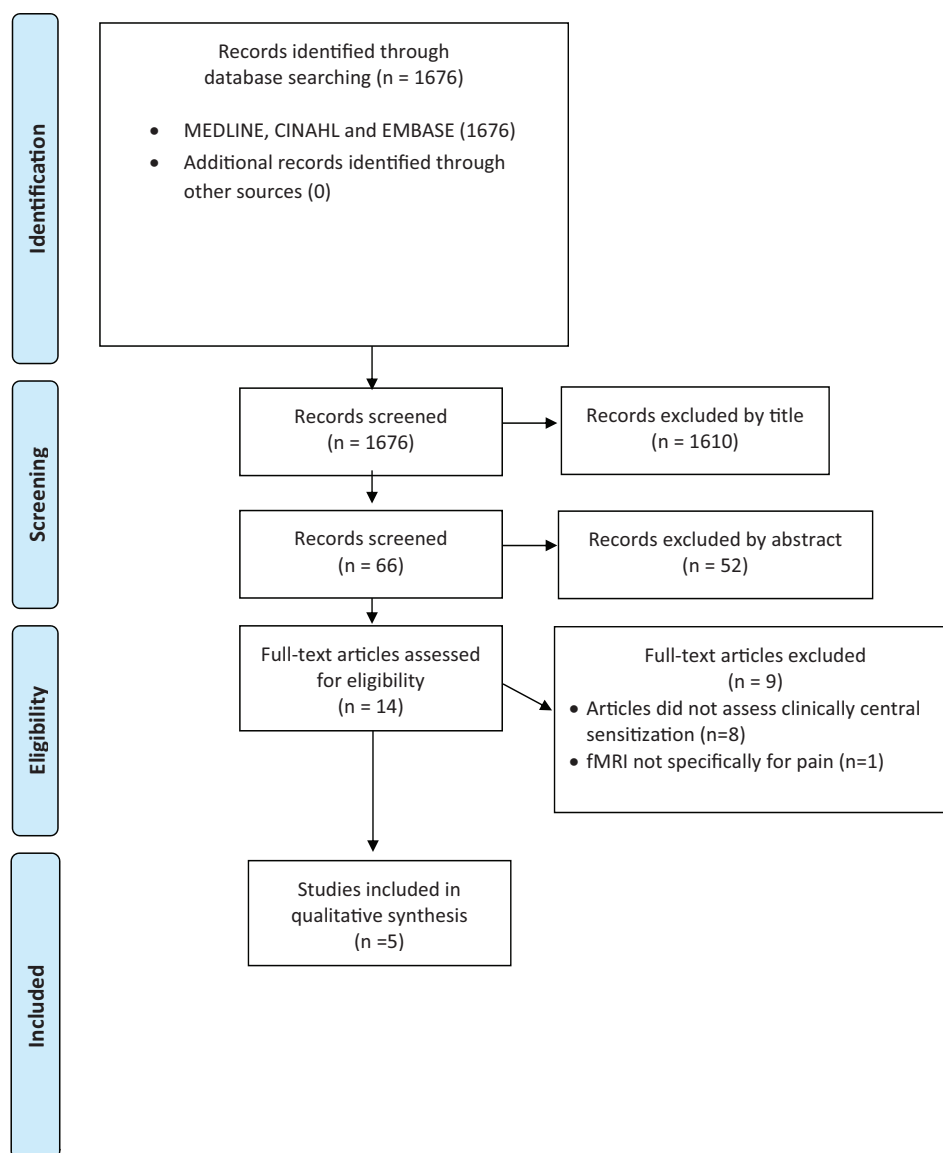 Identification
Records identified through
database searching (n = 1676)
• MEDLINE, CINAHL and EMBASE (1676)
• Additional records identified through
other sources (0)
Screening
Records screened
(n = 1676)
Records excluded by title
(n = 1610)
Records screened
(n = 66)
Records excluded by abstract
(n = 52)
Eligibility
Full-text articles assessed
for eligibility
(n = 14)
Full-text articles excluded
(n = 9)
• Articles did not assess clinically central
sensitization (n=8)
• fMRI not specifically for pain (n=1)
Included
Studies included in
qualitative synthesis
(n =5)